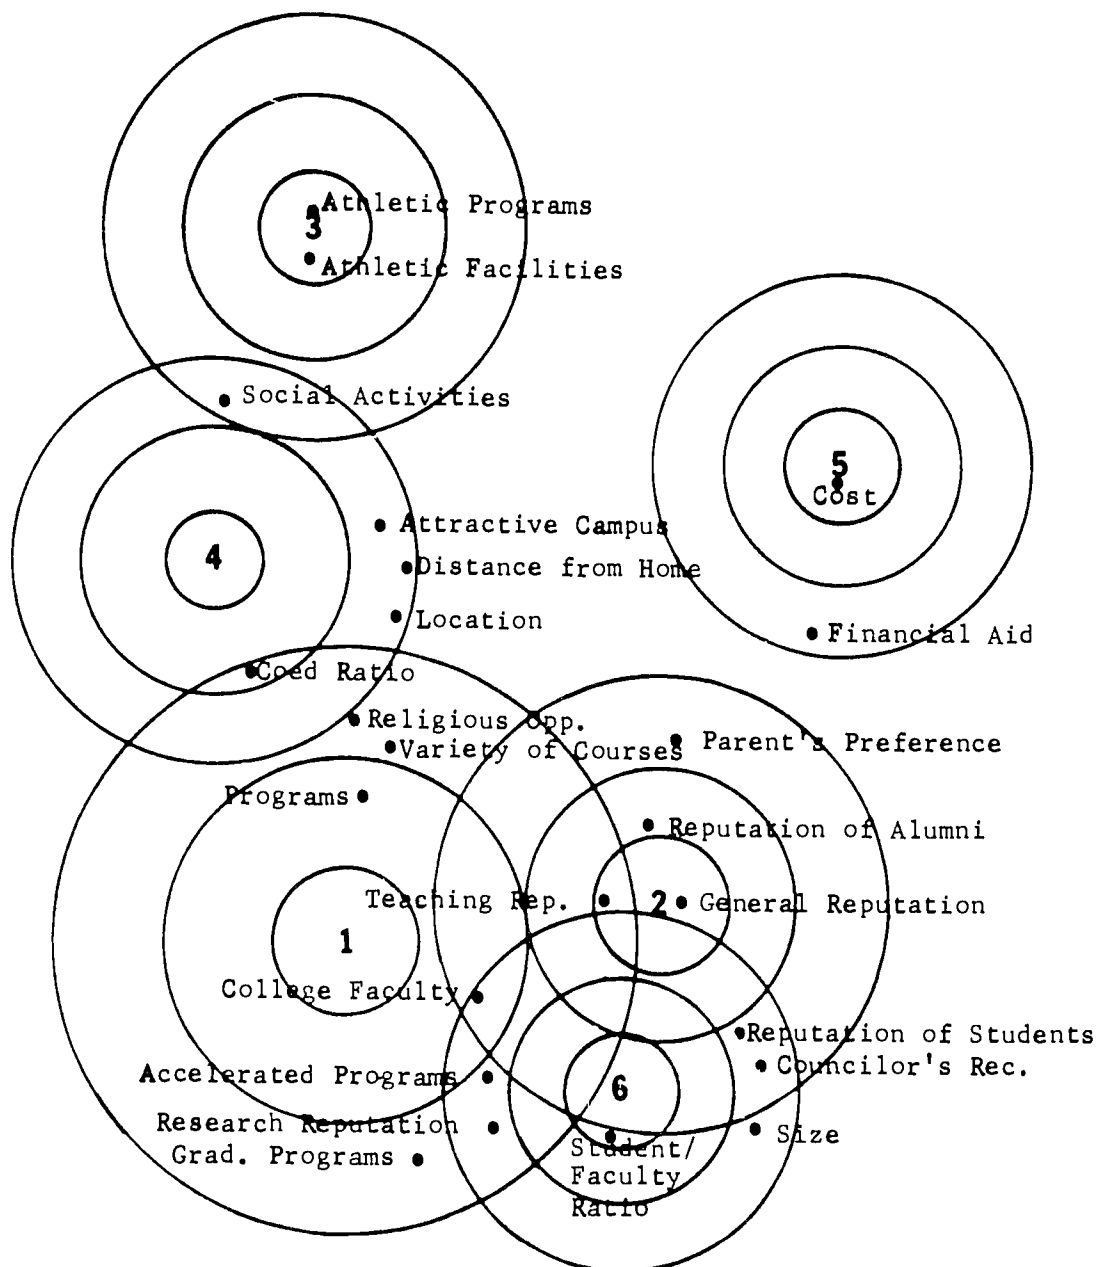 Athletic Programs
3
Athletic Facilities
Social Activities
5
Cost
Attractive Campus
4
Distance from Home
Location
Financial Aid
Coed Ratio
Religious Opp.
Variety of Courses
Parent's Preference
Programs
Reputation of Alumni
Teaching Rep.
2
General Reputation
1
College Faculty
Reputation of Students
Councilor's Rec.
Accelerated Programs
6
Research Reputation
Size
Grad. Programs
Student/
Faculty
Ratio